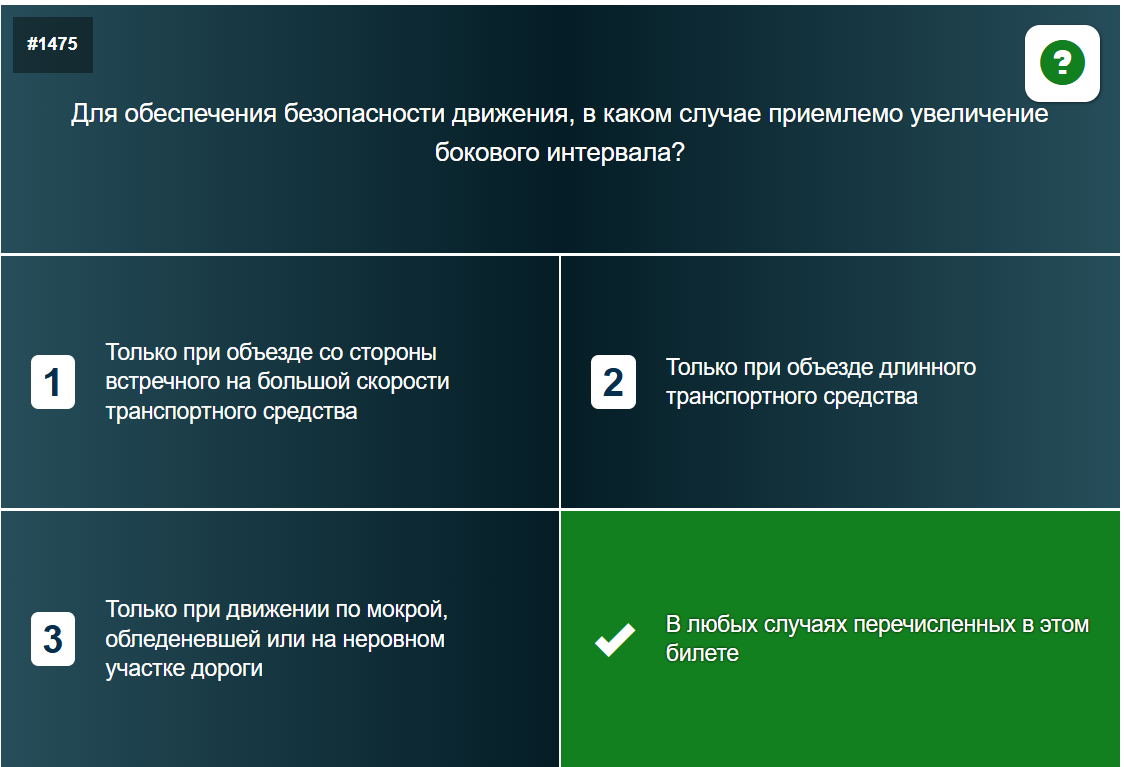 #1475
?
Для обеспечения безопасности движения, в каком случае приемлемо увеличение
бокового интервала?
1
Только при объезде со стороны
встречного на большой скорости
транспортного средства
2
Только при объезде длинного
транспортного средства
3
Только при движении по мокрой,
обледеневшей или на неровном
участке дороги
В любых случаях перечисленных в этом
билете